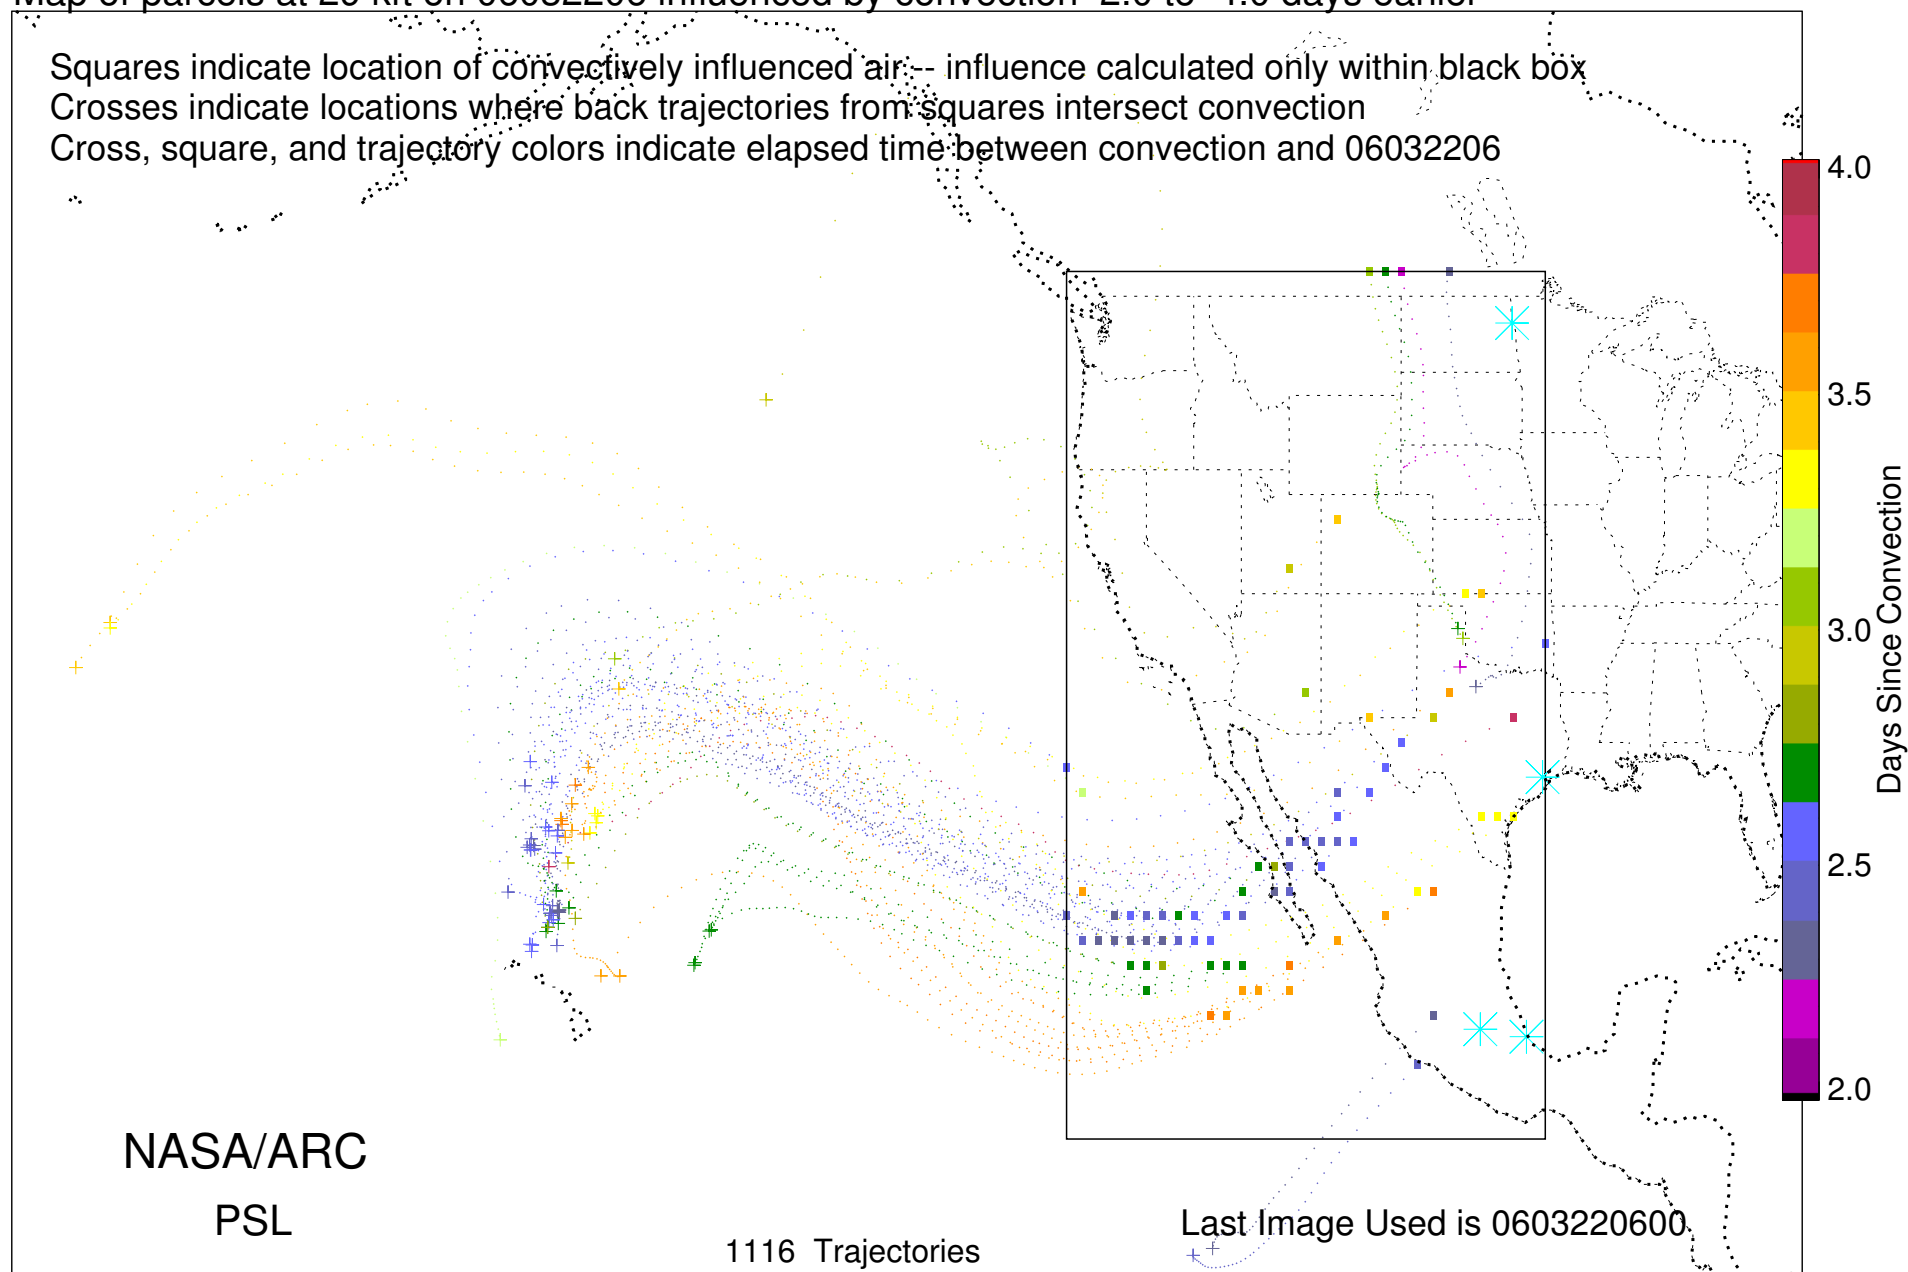 Squares indicate location of convectively influenced air -- influence calculated only within black box
Crosses indicate locations where back trajectories from squares intersect convection
Cross, square, and trajectory colors indicate elapsed time between convection and 06032206
4.0
3.5
3.0
2.5
2.0
Days Since Convection
NASA/ARC
PSL
Last Image Used is 0603220600
1116 Trajectories